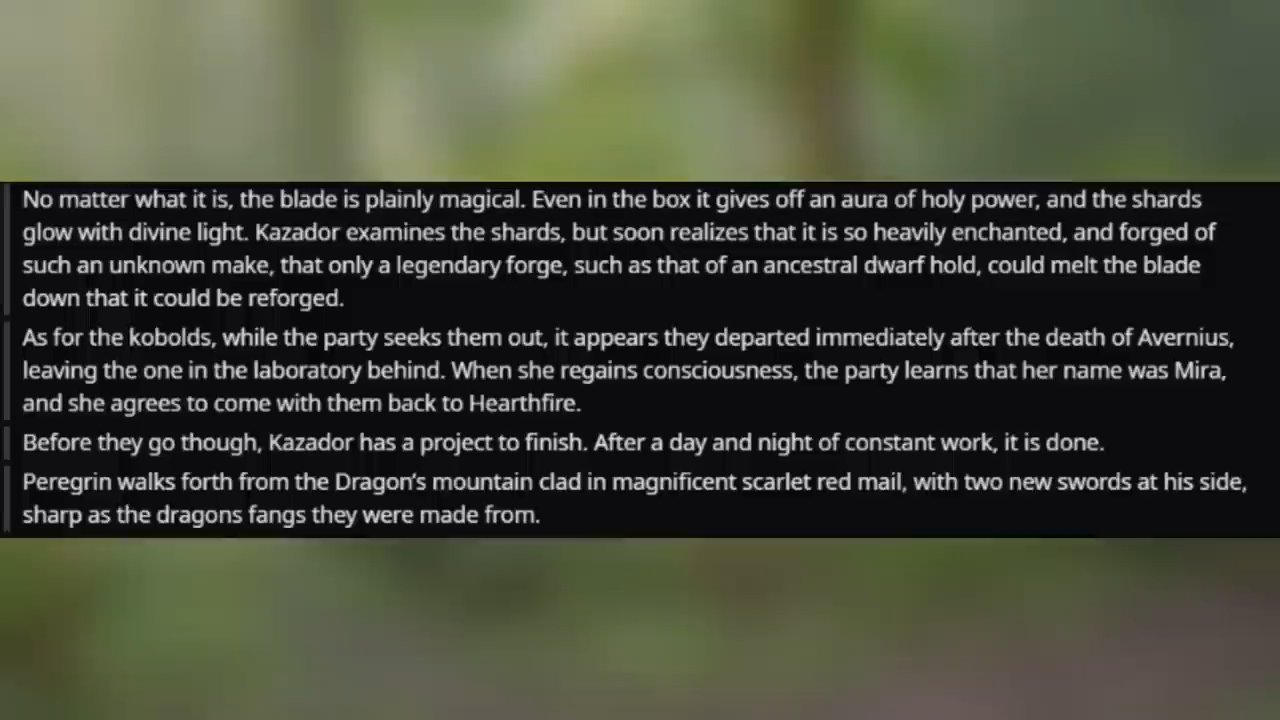 No matter what it is, the blade is plainly magical. Even in the box it gives off an aura of holy power, and the shards
glow with divine light. Kazador examines the shards, but soon realizes that it is so heavily enchanted, and forged of
such an unknown make, that only a legendary forge, such as that of an ancestral dwarf hold, could melt the blade
down that it could be reforged.
As for the kobolds, while the party seeks them out, it appears they departed immediately after the death of Avernius,
leaving the one in the laboratory behind. When she regains consciousness, the party learns that her name was Mira,
and she agrees to come with them back to Hearthfire.
Before they go though, Kazador has a project to finish. After a day and night of constant work, it is done.
Peregrin walks forth from the Dragon’s mountain clad in magnificent scarlet red mail, with two new swords at his side,
sharp as the dragons fangs they were made from.